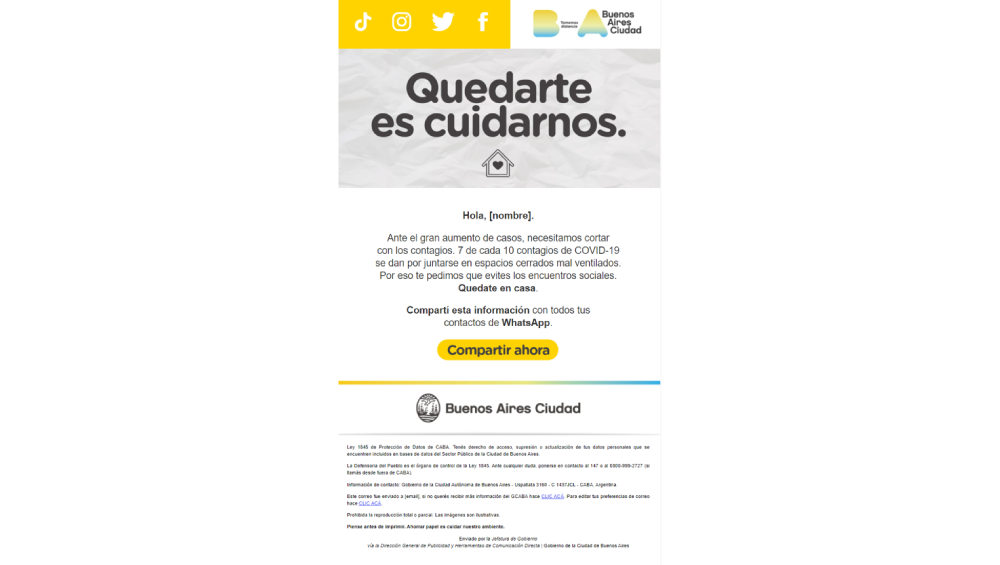 Tomamos
distancia
Buenos
Aires
Ciudad
Quedarte
es cuidarnos.
Hola, [nombre].
Ante el gran aumento de casos, necesitamos cortar
con los contagios. 7 de cada 10 contagios de COVID-19
se dan por juntarse en espacios cerrados mal ventilados.
Por eso te pedimos que evites los encuentros sociales.
Quedate en casa.
Compartí esta información con todos tus
contactos de WhatsApp.
Compartir ahora
Buenos Aires Ciudad
Ley 1845 de Protección de Datos de CABA. Tenés derecho de acceso, supresión o actualización de tus datos personales que se
encuentren incluidos en bases de datos del Sector Público de la Ciudad de Buenos Aires.
La Defensoría del Pueblo es el órgano de control de la Ley 1845. Ante cualquier duda, ponerse en contacto al 147 o al 0800-999-2727 (si
llamás desde fuera de CABA).
Información de contacto: Gobierno de la Ciudad Autónoma de Buenos Aires - Uspallata 3160 - C 1437JCL - CABA, Argentina.
Este correo fue enviado a [email], si no querés recibir más información del GCABA hace CLIC ACÁ. Para editar tus preferencias de correo
hace CLIC ACÁ.
Prohibida la reproducción total o parcial. Las imágenes son ilustrativas.
Piense antes de imprimir. Ahorrar papel es cuidar nuestro ambiente.
Enviado por la Jefatura de Gobierno
vía la Dirección General de Publicidad y Herramientas de Comunicación Directa | Gobierno de la Ciudad de Buenos Aires